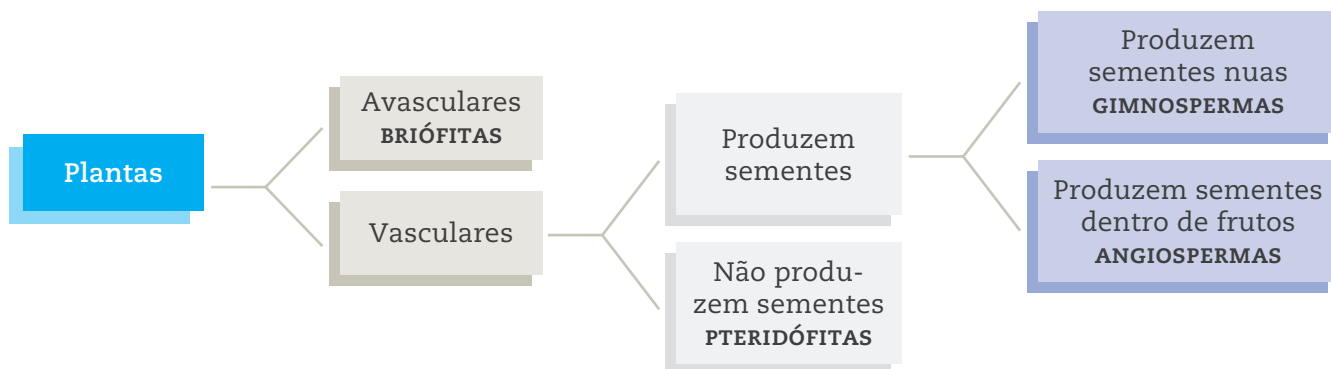 Plantas
Avasculares
BRIÓFITAS
Vasculares
Produzem
sementes
Não produ-
zem sementes
PTERIDÓFITAS
Produzem
sementes nuas
GIMNOSPERMAS
Produzem sementes
dentro de frutos
ANGIOSPERMAS